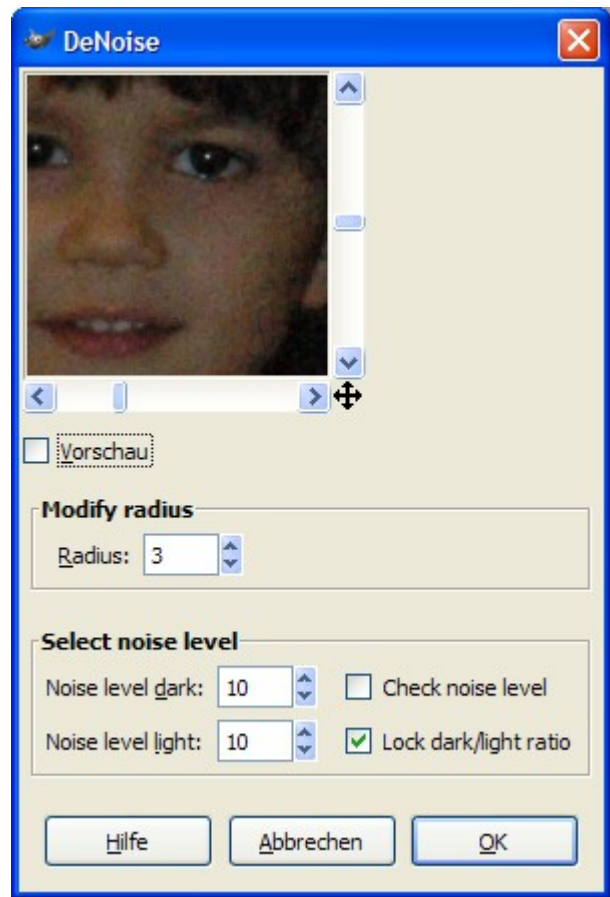 DeNoise
Vorschau
Modify radius
Radius: 3
Select noise level
Noise level dark: 10 Check noise level
Noise level light: 10 Lock dark/light ratio
Hilfe Abbrechen OK